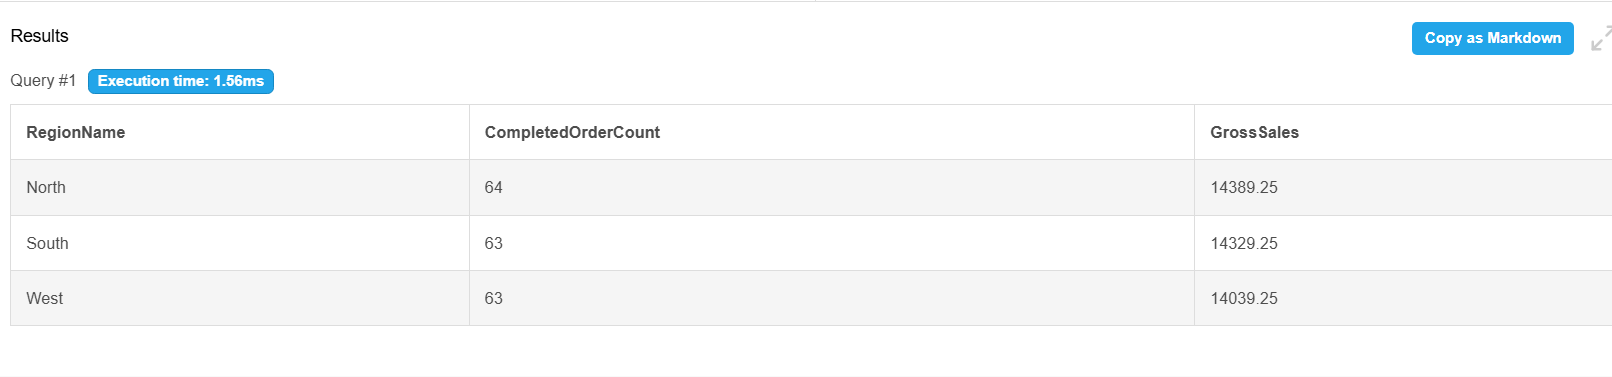 Results
Copy as Markdown
Query #1 Execution time: 1.56ms
RegionName CompletedOrderCount GrossSales
North 64 14389.25
South 63 14329.25
West 63 14039.25